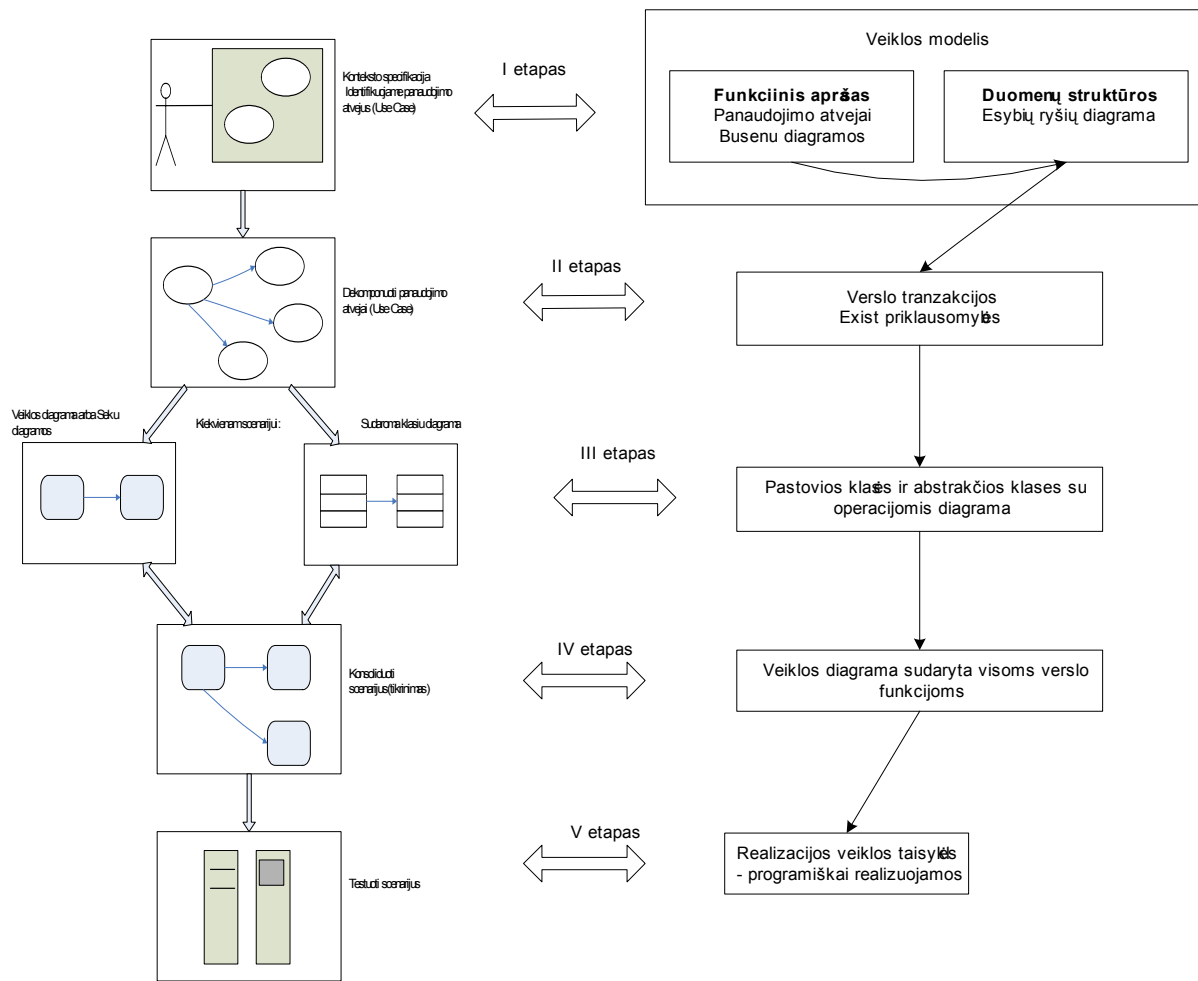 Veiklos modelis
I etapas
Konteksto specifikacija
Identifikuojame panaudojimo
atvejus (Use Case)
Funkciinis aprašas
Panaudojimo atvejai
Busenu diagramos
Duomenų struktūros
Esybių ryšių diagrama
II etapas
Dekomponuoti panaudojimo
atvejai (Use Case)
Verslo tranzakcijos
Exist priklausomybės
Veiklos diagrama arba Seku
diagramos
Kiekvienam scenarijui :
Sudaroma klasiu diagrama
III etapas
Pastovios klasės ir abstrakčios klases su
operacijomis diagrama
IV etapas
Konsoliduoti
scenarijus(tikrinimas)
Veiklos diagrama sudaryta visoms verslo
funkcijoms
V etapas
Testuoti scenarijus
Realizacijos veiklos taisyklės
- programiškai realizuojamos